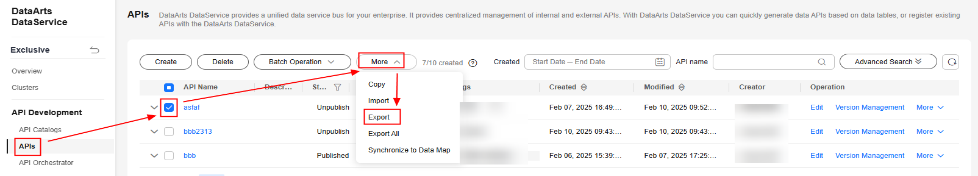 DataArts
DataService
Exclusive
Overview
Clusters
API Development
API Catalogs
APIs
API Orchestrator
APIs
DataArts DataService provides a unified data service bus for your enterprise. It provides centralized management of internal and external APIs. With DataArts DataService you can quickly generate data APIs based on data tables, or register existing
APIs with the DataArts DataService.
Create Delete Batch Operation More 7/10 created Created Start Date — End Date API name Advanced Search
API Name Descr... St... gs Created Modified Creator Operation
asfaf Unpublish Feb 07, 2025 16:49:... Feb 10, 2025 09:52:... Edit Version Management More
bbb2313 Unpublish Feb 10, 2025 09:43:... Feb 10, 2025 09:43:... Edit Version Management More
bbb Published Feb 06, 2025 15:39:... Feb 07, 2025 17:25:... Edit Version Management More
Copy
Import
Export
Export All
Synchronize to Data Map